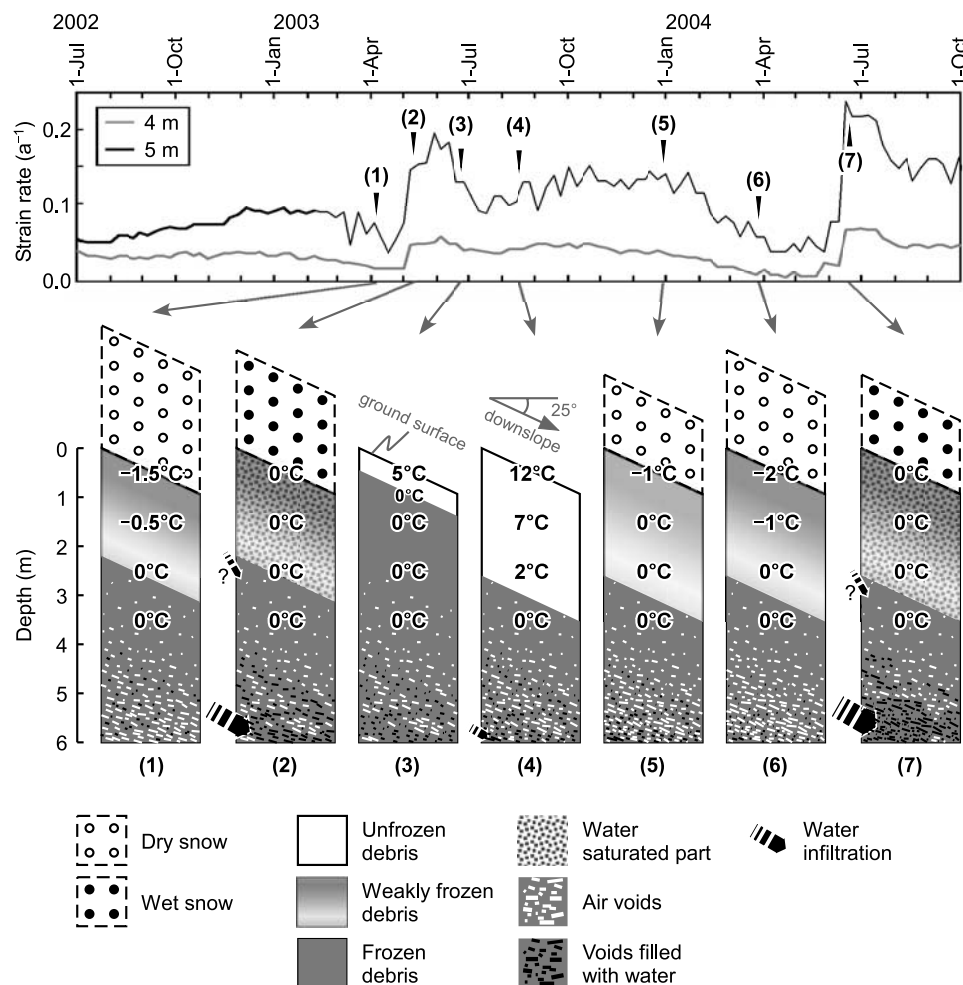 2002 2003 2004
1-Jul 1-Oct 1-Jan 1-Apr 1-Jul 1-Oct 1-Jan 1-Apr 1-Jul 1-Oct
Strain rate (a⁻¹)
0.2
0.1
0.0
4 m
5 m
(1) (2) (3) (4) (5) (6) (7)
ground surface
25°
downslope
Depth (m)
0
1
2
3
4
5
6
−1.5°C 0°C 5°C 12°C −1°C −2°C 0°C
0°C
−0.5°C 0°C 0°C 7°C 0°C −1°C 0°C
0°C 0°C 0°C 2°C 0°C 0°C 0°C
0°C 0°C 0°C 0°C 0°C 0°C 0°C
? ?
(1) (2) (3) (4) (5) (6) (7)
Dry snow
Wet snow
Unfrozen
debris
Weakly frozen
debris
Frozen
debris
Water
saturated part
Air voids
Voids filled
with water
Water
infiltration